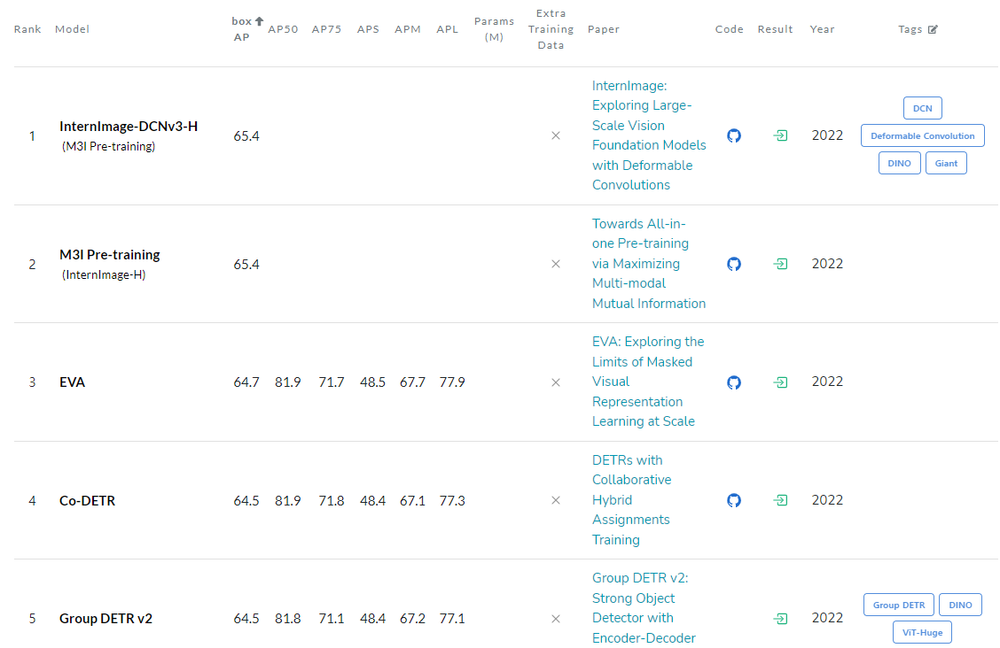 Rank Model box AP AP50 AP75 APS APM APL Params (M) Extra Training Data Paper Code Result Year Tags
1 InternImage-DCNv3-H (M3I Pre-training) 65.4 InternImage: Exploring Large-Scale Vision Foundation Models with Deformable Convolutions 2022 DCN Deformable Convolution DINO Giant
2 M3I Pre-training (InternImage-H) 65.4 Towards All-in-one Pre-training via Maximizing Multi-modal Mutual Information 2022
3 EVA 64.7 81.9 71.7 48.5 67.7 77.9 EVA: Exploring the Limits of Masked Visual Representation Learning at Scale 2022
4 Co-DETR 64.5 81.9 71.8 48.4 67.1 77.3 DETRs with Collaborative Hybrid Assignments Training 2022
5 Group DETR v2 64.5 81.8 71.1 48.4 67.2 77.1 Group DETR v2: Strong Object Detector with Encoder-Decoder 2022 Group DETR DINO ViT-Huge